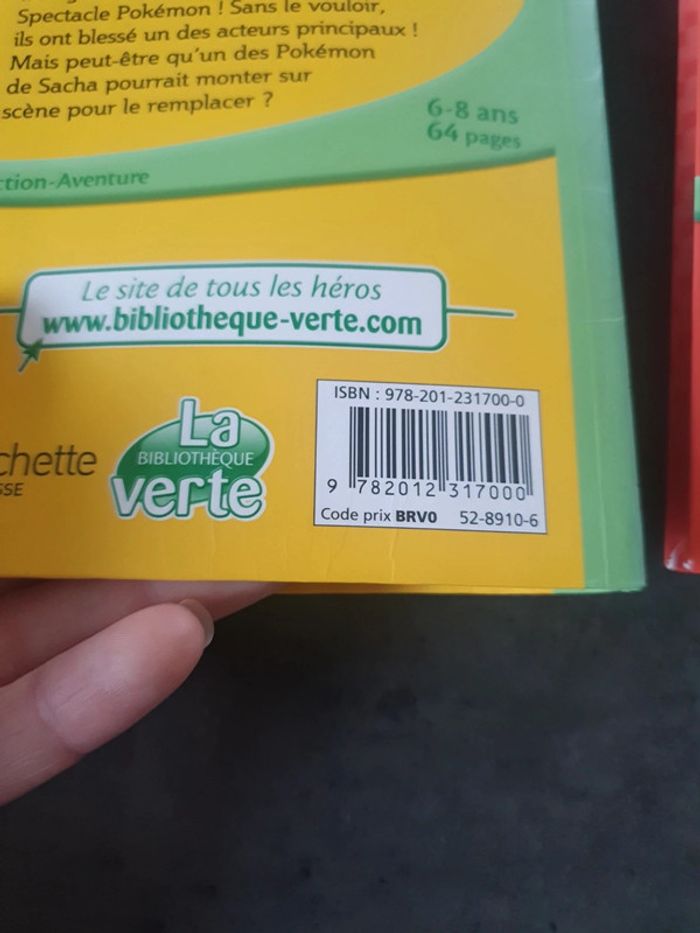 Spectacle Pokémon ! Sans le vouloir,
ils ont blessé un des acteurs principaux !
Mais peut-être qu'un des Pokémon
de Sacha pourrait monter sur
scène pour le remplacer ?
6-8 ans
64 pages
ction-Aventure
Le site de tous les héros
www.bibliotheque-verte.com
chette
SSE
La
BIBLIOTHÈQUE
verte
ISBN : 978-201-231700-0
9 782012 317000
Code prix BRV0 52-8910-6